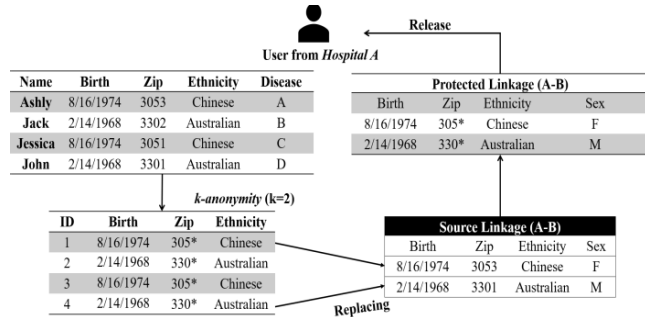 Release
User from Hospital A
Name Birth Zip Ethnicity Disease
Ashly 8/16/1974 3053 Chinese A
Jack 2/14/1968 3302 Australian B
Jessica 8/16/1974 3051 Chinese C
John 2/14/1968 3301 Australian D
Protected Linkage (A-B)
Birth Zip Ethnicity Sex
8/16/1974 305* Chinese F
2/14/1968 330* Australian M
k-anonymity (k=2)
ID Birth Zip Ethnicity
1 8/16/1974 305* Chinese
2 2/14/1968 330* Australian
3 8/16/1974 305* Chinese
4 2/14/1968 330* Australian
Replacing
Source Linkage (A-B)
Birth Zip Ethnicity Sex
8/16/1974 3053 Chinese F
2/14/1968 3301 Australian M